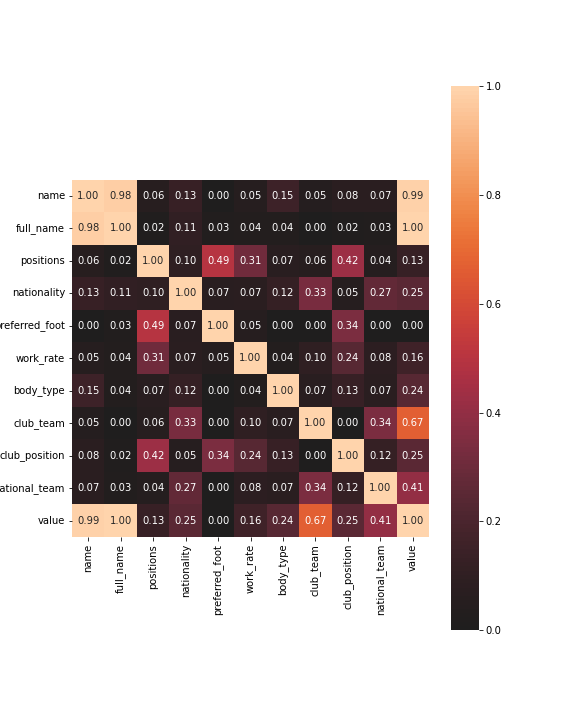 1.0
0.8
0.6
0.4
0.2
0.0
name 1.00 0.98 0.06 0.13 0.00 0.05 0.15 0.05 0.08 0.07 0.99
full_name 0.98 1.00 0.02 0.11 0.03 0.04 0.04 0.00 0.02 0.03 1.00
positions 0.06 0.02 1.00 0.10 0.49 0.31 0.07 0.06 0.42 0.04 0.13
nationality 0.13 0.11 0.10 1.00 0.07 0.07 0.12 0.33 0.05 0.27 0.25
referred_foot 0.00 0.03 0.49 0.07 1.00 0.05 0.00 0.00 0.34 0.00 0.00
work_rate 0.05 0.04 0.31 0.07 0.05 1.00 0.04 0.10 0.24 0.08 0.16
body_type 0.15 0.04 0.07 0.12 0.00 0.04 1.00 0.07 0.13 0.07 0.24
club_team 0.05 0.00 0.06 0.33 0.00 0.10 0.07 1.00 0.00 0.34 0.67
club_position 0.08 0.02 0.42 0.05 0.34 0.24 0.13 0.00 1.00 0.12 0.25
ational_team 0.07 0.03 0.04 0.27 0.00 0.08 0.07 0.34 0.12 1.00 0.41
value 0.99 1.00 0.13 0.25 0.00 0.16 0.24 0.67 0.25 0.41 1.00
name
full_name
positions
nationality
preferred_foot
work_rate
body_type
club_team
club_position
national_team
value